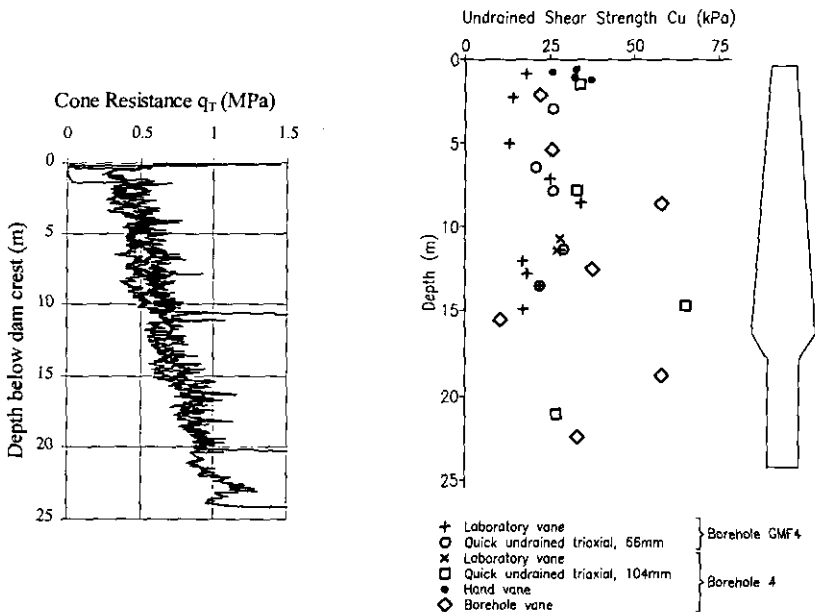 Cone Resistance qT (MPa)
0 0.5 1 1.5
0
5
10
15
20
25
Depth below dam crest (m)
Undrained Shear Strength Cu (kPa)
0 25 50 75
0
5
10
15
20
25
Depth (m)
Laboratory vane
Quick undrained triaxial, 66mm
Borehole GMF4
Laboratory vane
Quick undrained triaxial, 104mm
Hand vane
Borehole vane
Borehole 4